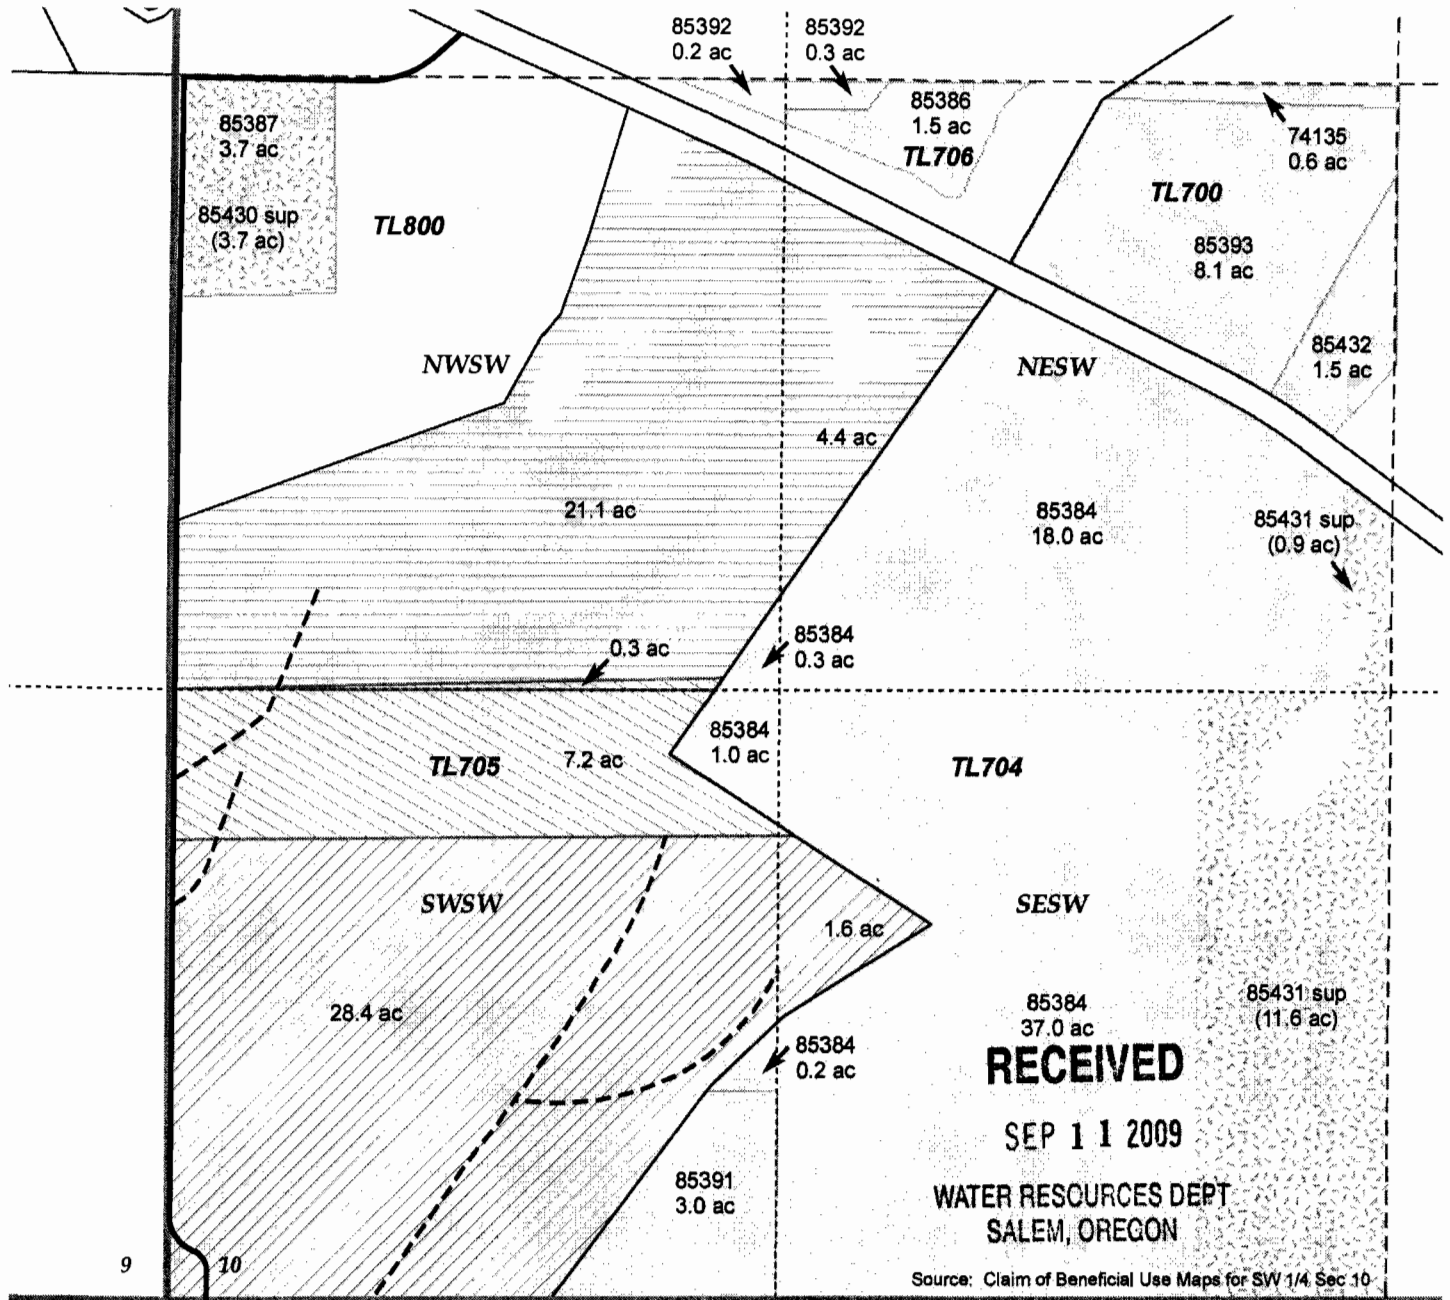 85392
0.2 ac
85392
0.3 ac
85387
3.7 ac
85386
1.5 ac
TL706
74135
0.6 ac
TL700
85430 sup
(3.7 ac)
TL800
85393
8.1 ac
NWSW
NESW
85432
1.5 ac
4.4 ac
21.1 ac
85384
18.0 ac
85431 sup
(0.9 ac)
0.3 ac
85384
0.3 ac
85384
1.0 ac
TL705
7.2 ac
TL704
SWSW
SESW
1.6 ac
28.4 ac
85384
37.0 ac
85431 sup
(11.6 ac)
85384
0.2 ac
RECEIVED
SEP 11 2009
85391
3.0 ac
WATER RESOURCES DEPT
SALEM, OREGON
9
10
Source: Claim of Beneficial Use Maps for SW 1/4 Sec 10